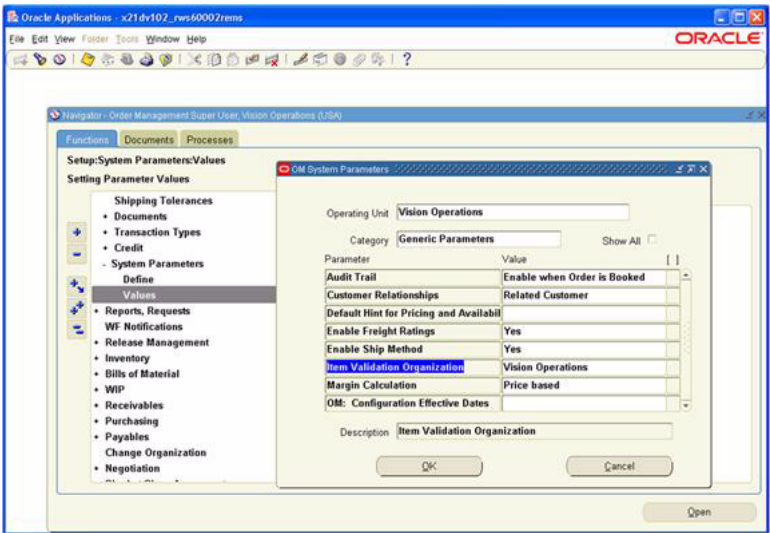 Oracle Applications - x21dv102_rws60002rems
File Edit View Folder Tools Window Help
ORACLE
Navigator - Order Management Super User, Vision Operations (USA)
Functions Documents Processes
Setup:System Parameters:Values
Setting Parameter Values
Shipping Tolerances
+ Documents
+ Transaction Types
+ Credit
- System Parameters
Define
Values
+ Reports, Requests
WF Notifications
+ Release Management
+ Inventory
+ Bills of Material
+ WIP
+ Receivables
+ Purchasing
+ Payables
Change Organization
+ Negotiation
OM System Parameters
Operating Unit Vision Operations
Category Generic Parameters Show All
Parameter Value [ ]
Audit Trail Enable when Order is Booked
Customer Relationships Related Customer
Default Hint for Pricing and Availabil
Enable Freight Ratings Yes
Enable Ship Method Yes
Item Validation Organization Vision Operations
Margin Calculation Price based
OM: Configuration Effective Dates
Description Item Validation Organization
OK Cancel
Open